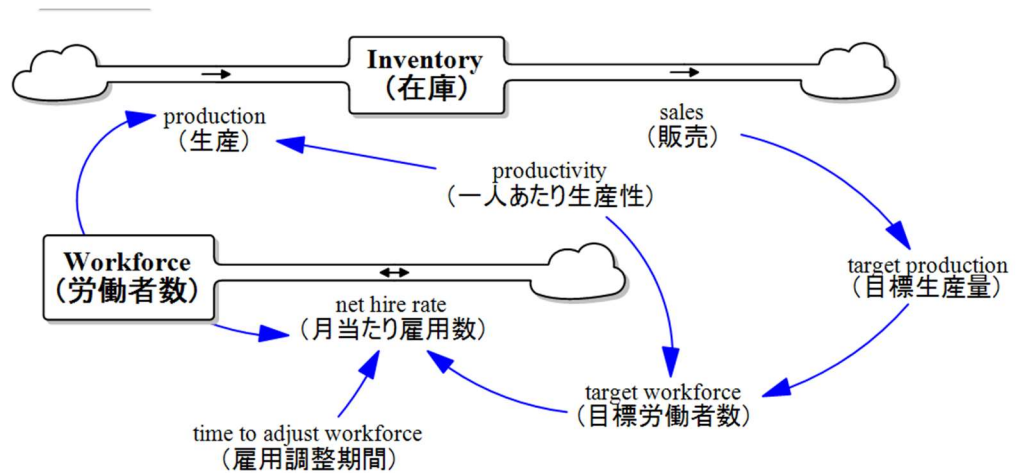 Inventory
（在庫）
production
（生産）
sales
（販売）
productivity
（一人あたり生産性）
Workforce
（労働者数）
target production
（目標生産量）
net hire rate
（月当たり雇用数）
target workforce
（目標労働者数）
time to adjust workforce
（雇用調整期間）